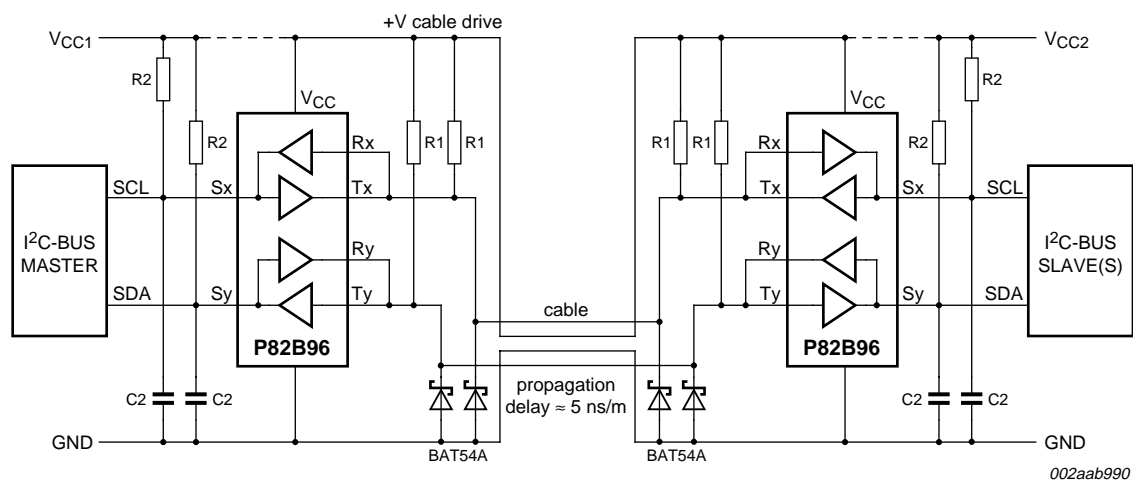 +V cable drive
VCC1
VCC2
R2
R2
VCC
R1
R1
R1
R1
VCC
R2
R2
I²C-BUS
MASTER
SCL
SDA
Sx
Sy
Rx
Tx
Ry
Ty
P82B96
cable
propagation
delay ≈ 5 ns/m
Rx
Tx
Ry
Ty
Sx
Sy
P82B96
SCL
SDA
I²C-BUS
SLAVE(S)
C2
C2
C2
C2
GND
BAT54A
BAT54A
GND
002aab990